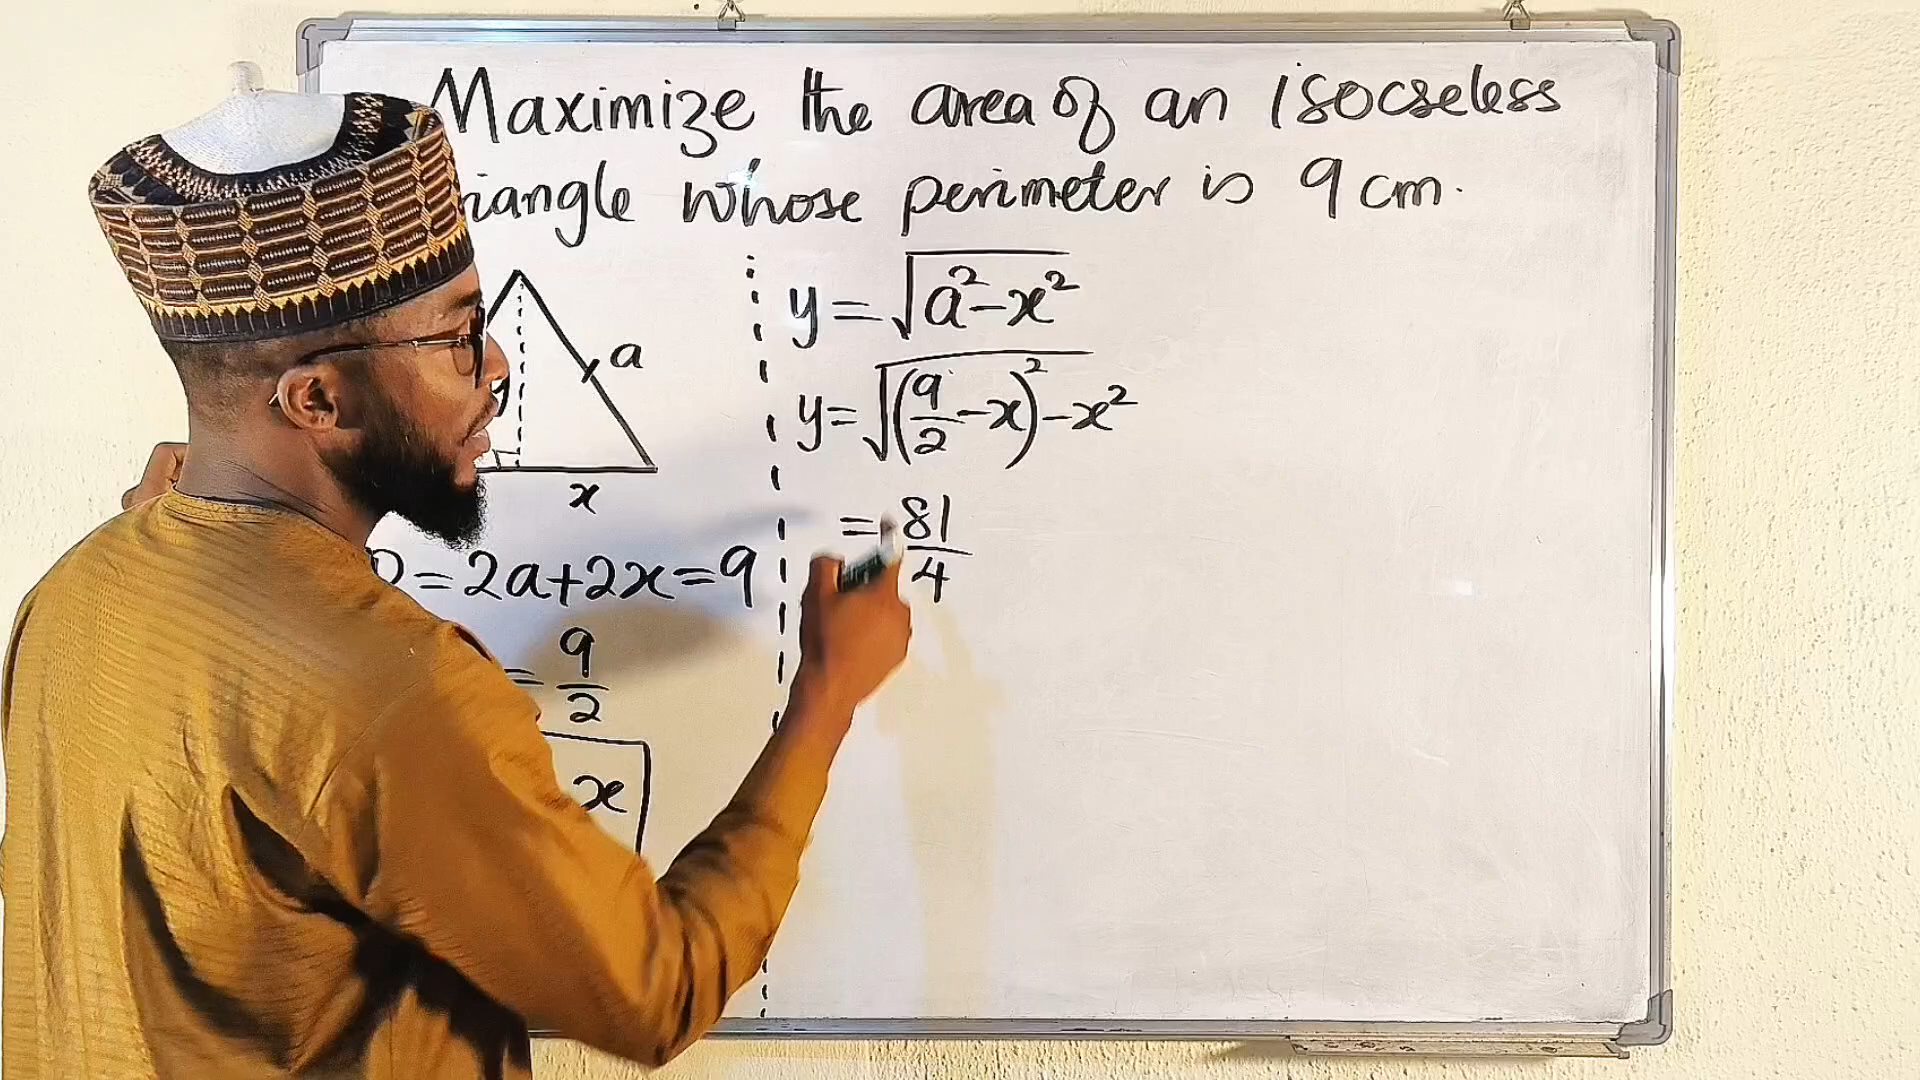 Maximize the area of an isocseless
iangle whose perimeter is 9 cm.
a
x
y = √a² - x²
y = √(9/2 - x)² - x²
= 81/4
= 2a + 2x = 9
= 9/2
x